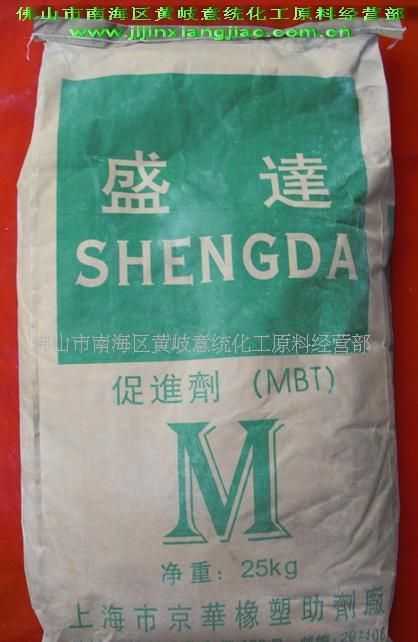 佛山市南海区黄岐意统化工原料经营部
www.jijinxiangjiao.com.cn
盛達
SHENGDA
佛山市南海区黄岐意统化工原料经营部
促進劑 (MBT)
M
净重: 25kg
上海市京華橡塑助劑廠